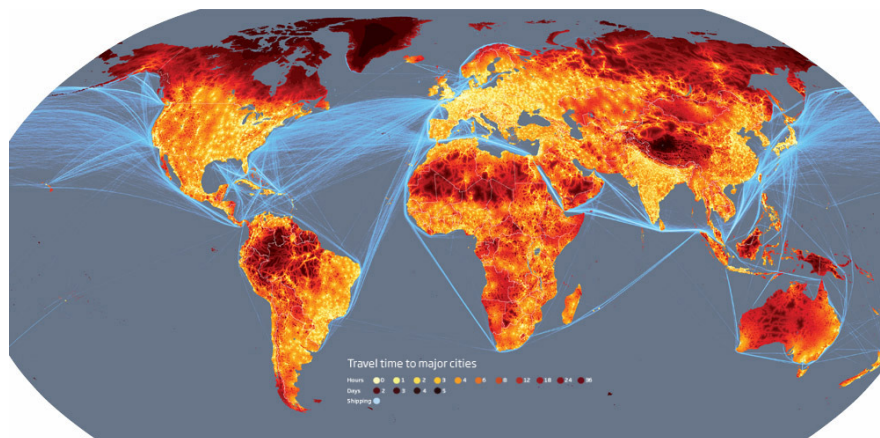 Travel time to major cities
Hours 0 1 2 3 4 6 8 12 18 24 36
Days 2 3 4 5
Shipping